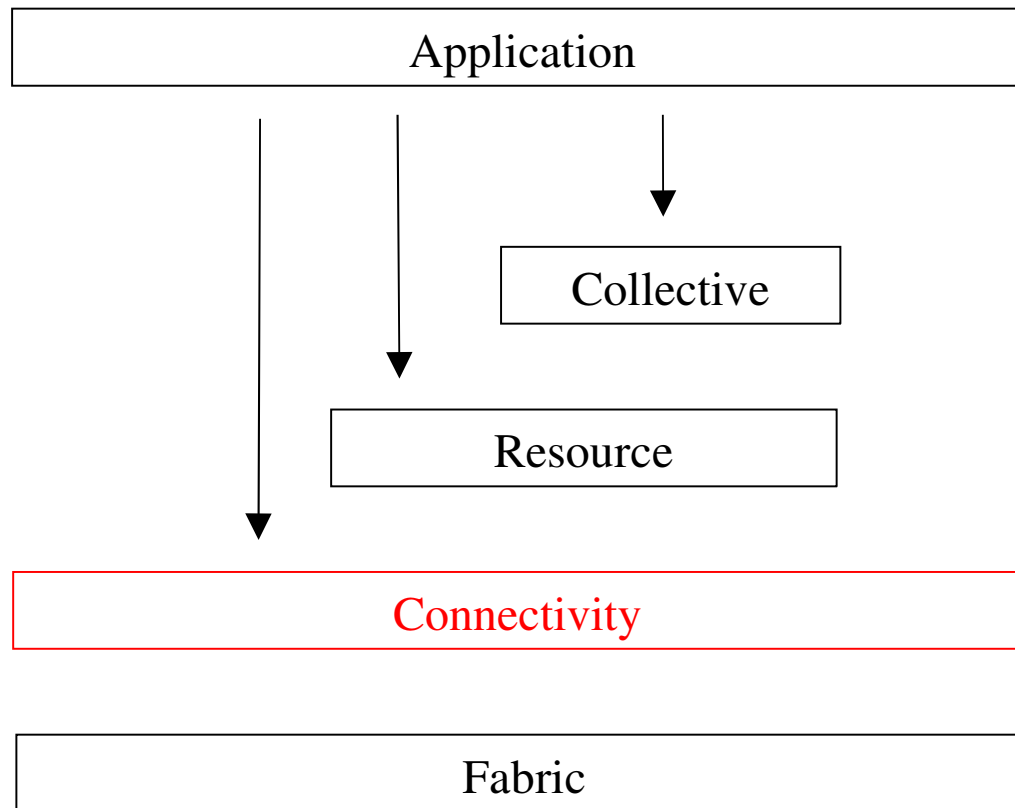 Application
Collective
Resource
Connectivity
Fabric